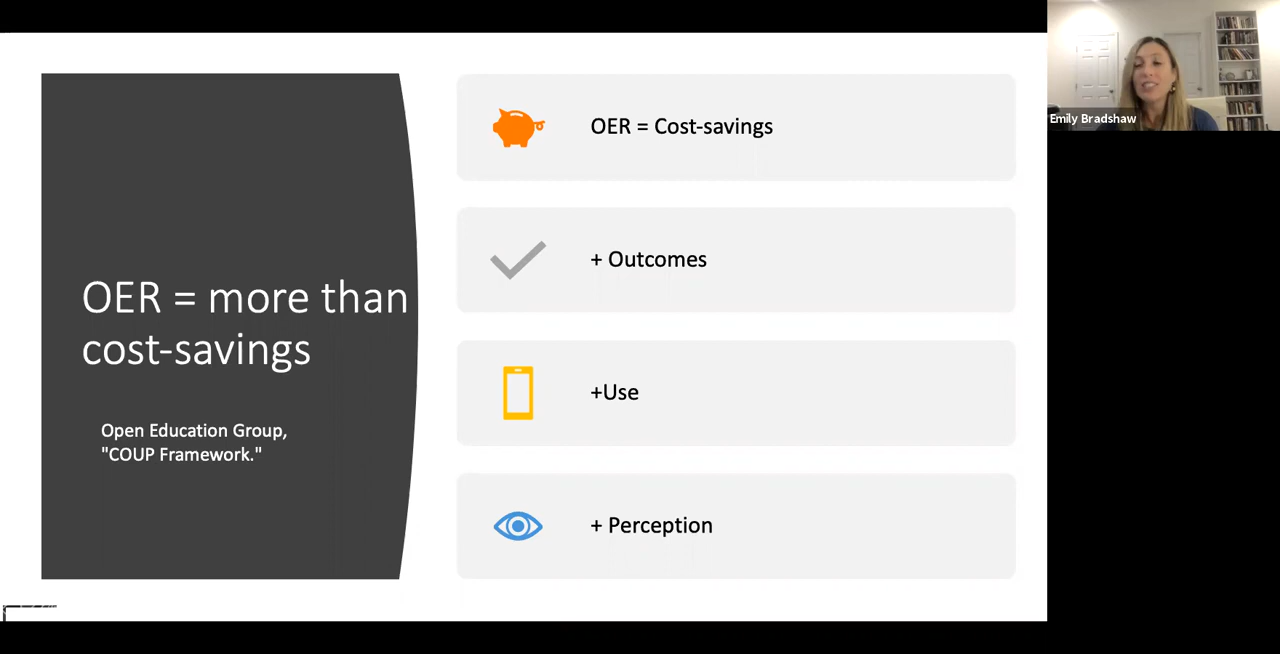 OER = more than
cost-savings
Open Education Group,
"COUP Framework."
OER = Cost-savings
+ Outcomes
+Use
+ Perception
Emily Bradshaw